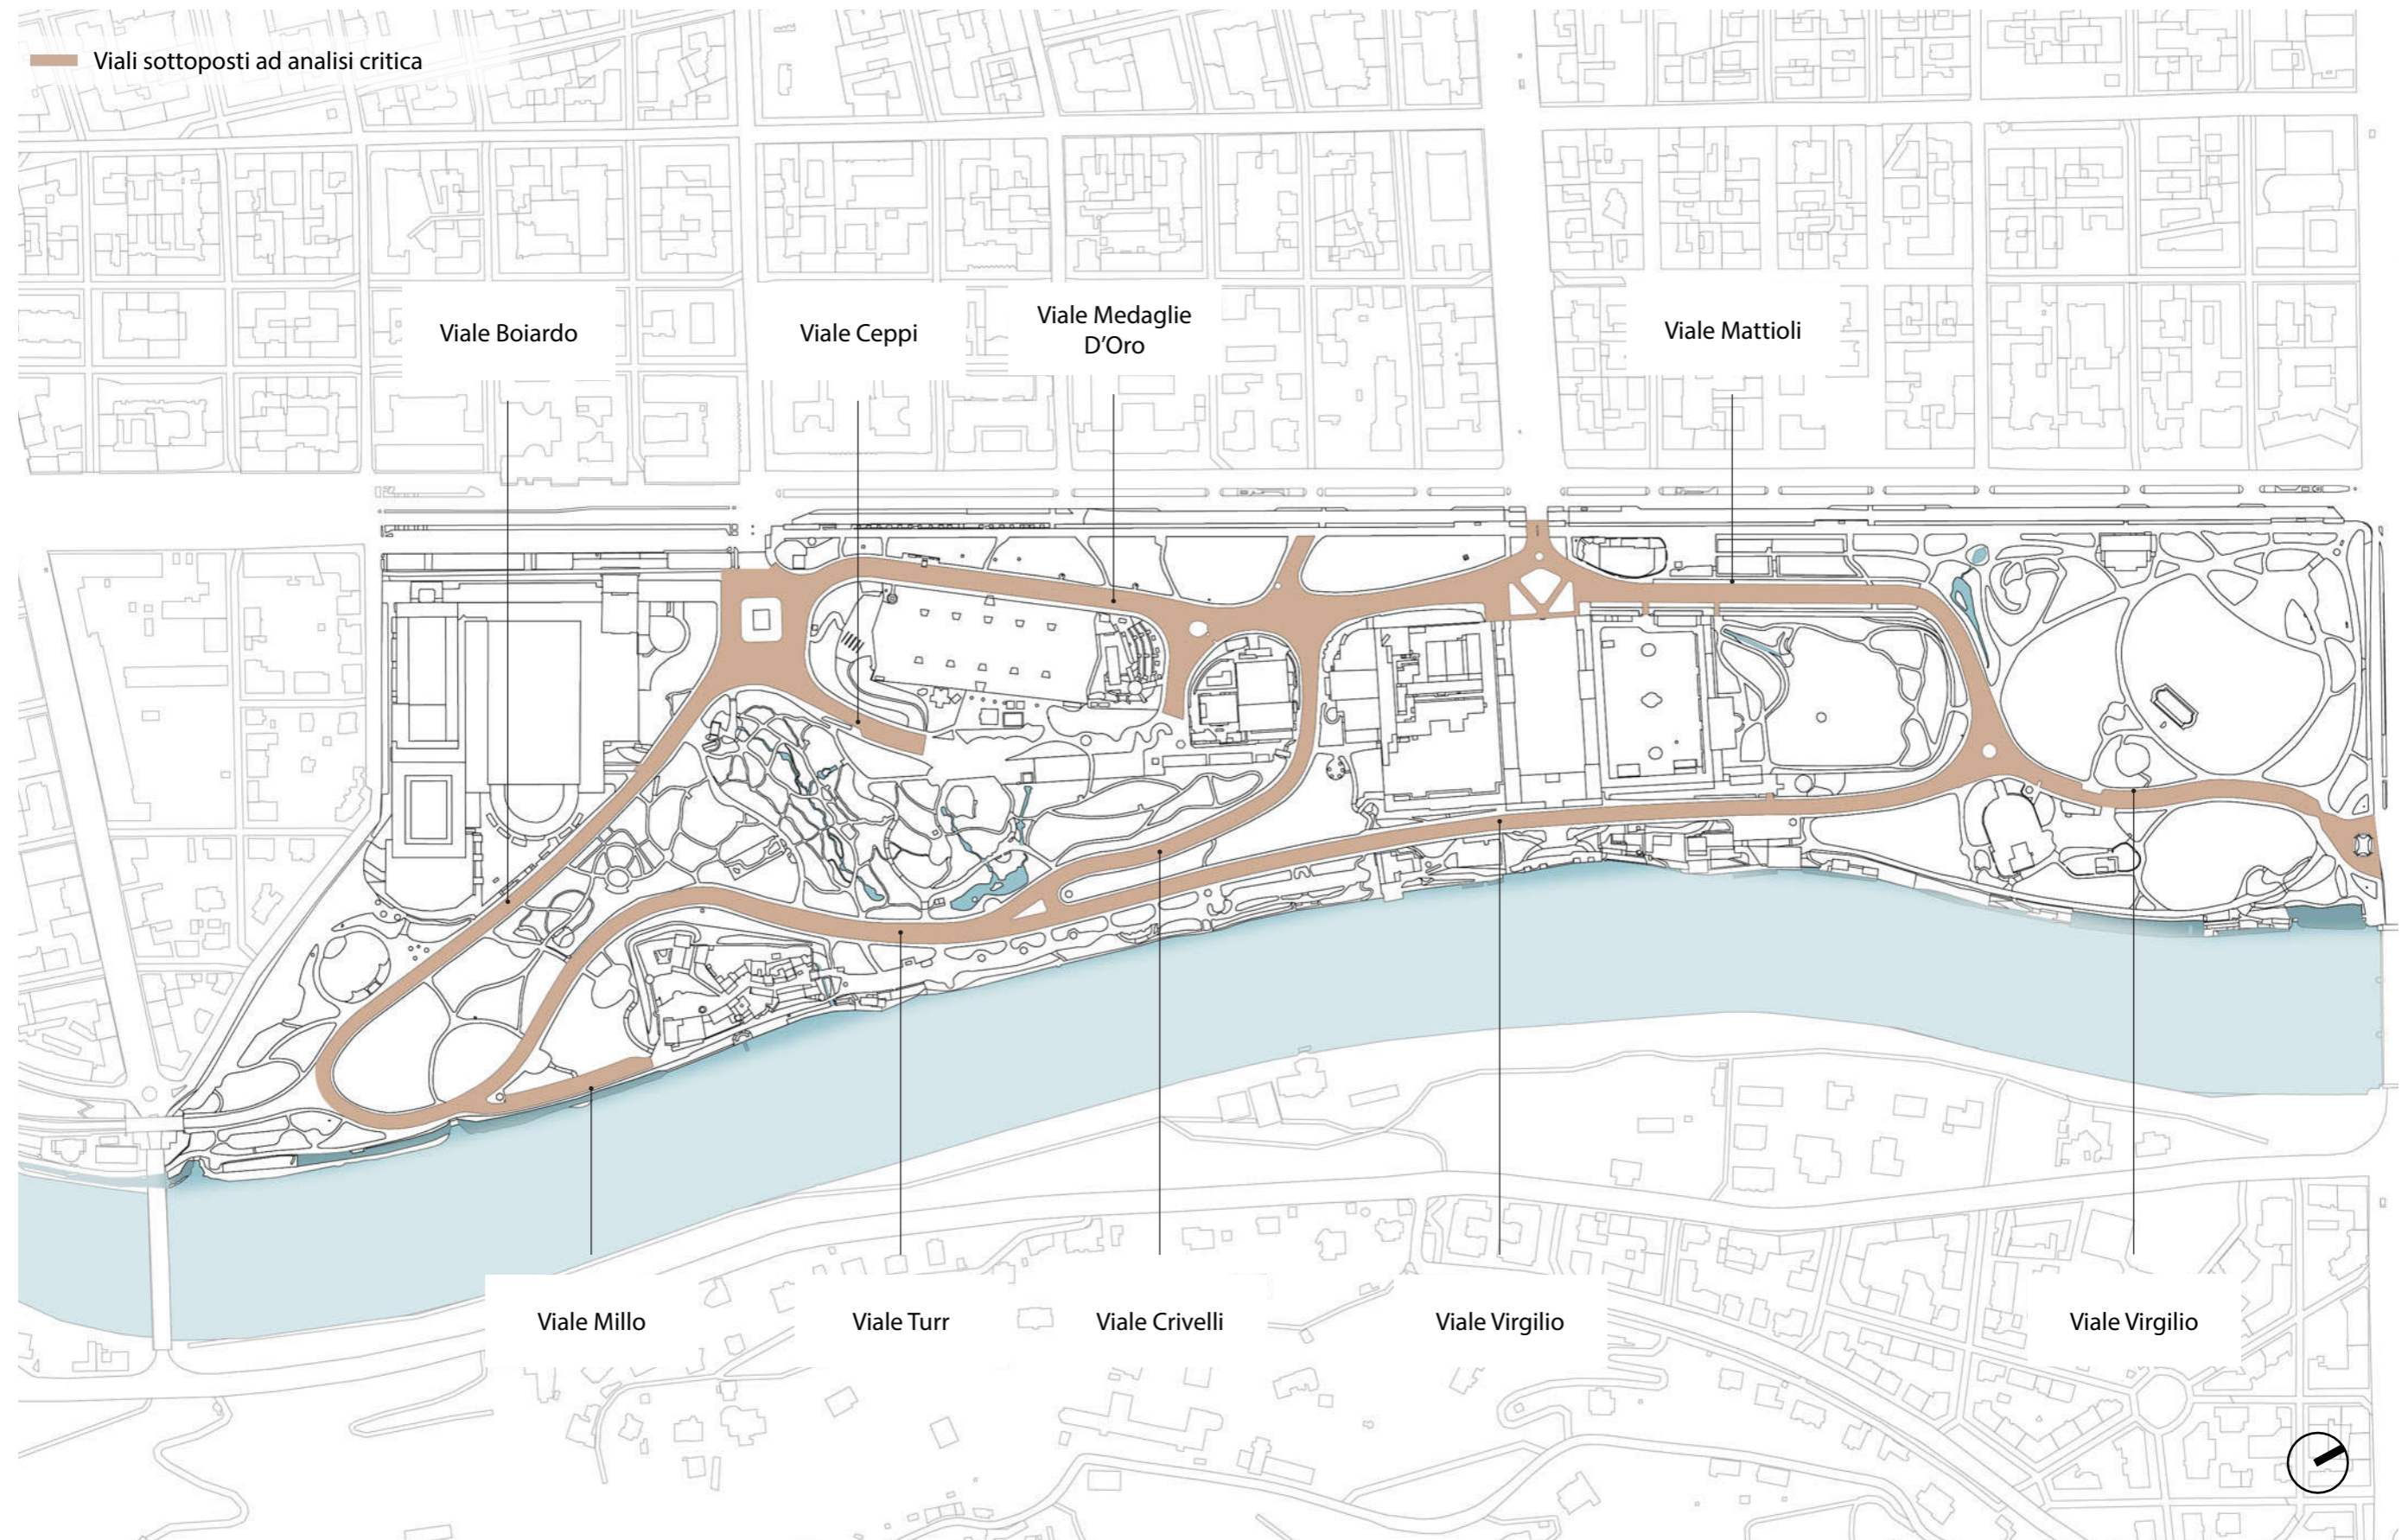 Viali sottoposti ad analisi critica
Viale Boiardo
Viale Ceppi
Viale Medaglie
D'Oro
Viale Mattioli
Viale Millo
Viale Turr
Viale Crivelli
Viale Virgilio
Viale Virgilio